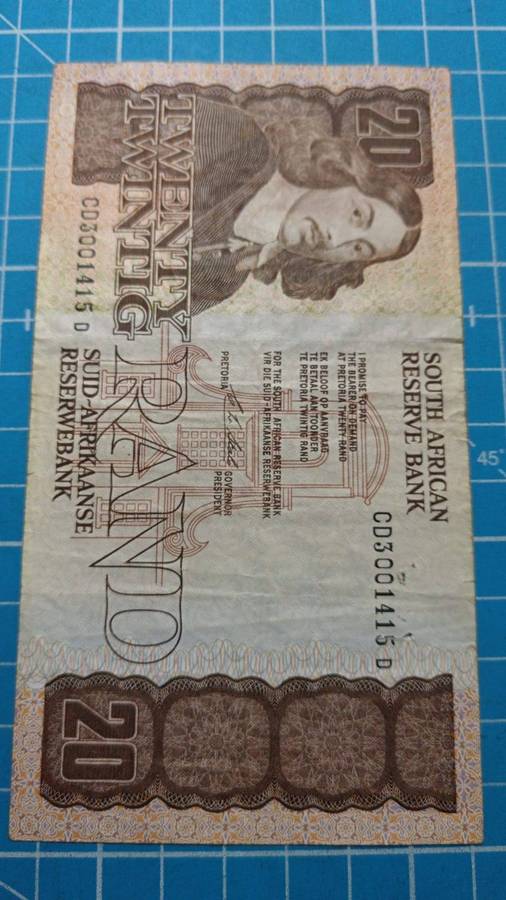 20
SOUTH AFRICAN
RESERVE BANK
CD3001415 D
I PROMISE TO PAY
THE BEARER ON DEMAND
AT PRETORIA TWENTY RAND
EK BELOOF OP AANVRAAG
TE BETAAL AAN TOONDER
TE PRETORIA TWINTIG RAND
FOR THE SOUTH AFRICAN RESERVE BANK
VIR DIE SUID-AFRIKAANSE RESERWEBANK
PRETORIA
GOVERNOR
PRESIDENT
TWENTY
TWINTIG
RAND
CD3001415 D
SUID-AFRIKAANSE
RESERWEBANK
20
45°